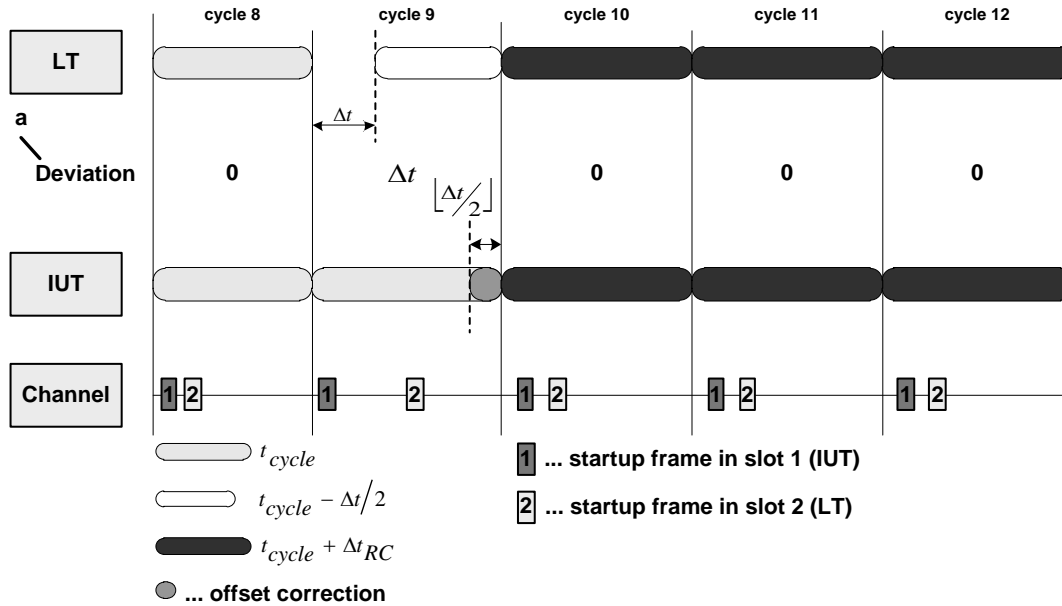 cycle 8 cycle 9 cycle 10 cycle 11 cycle 12
LT
Δt
a
Deviation 0 Δt 0 0 0
⌊Δt/2⌋
IUT
Channel 1 2 1 2 1 2 1 2 1 2
t_cycle
t_cycle − Δt/2
t_cycle + Δt_RC
... offset correction
1 ... startup frame in slot 1 (IUT)
2 ... startup frame in slot 2 (LT)